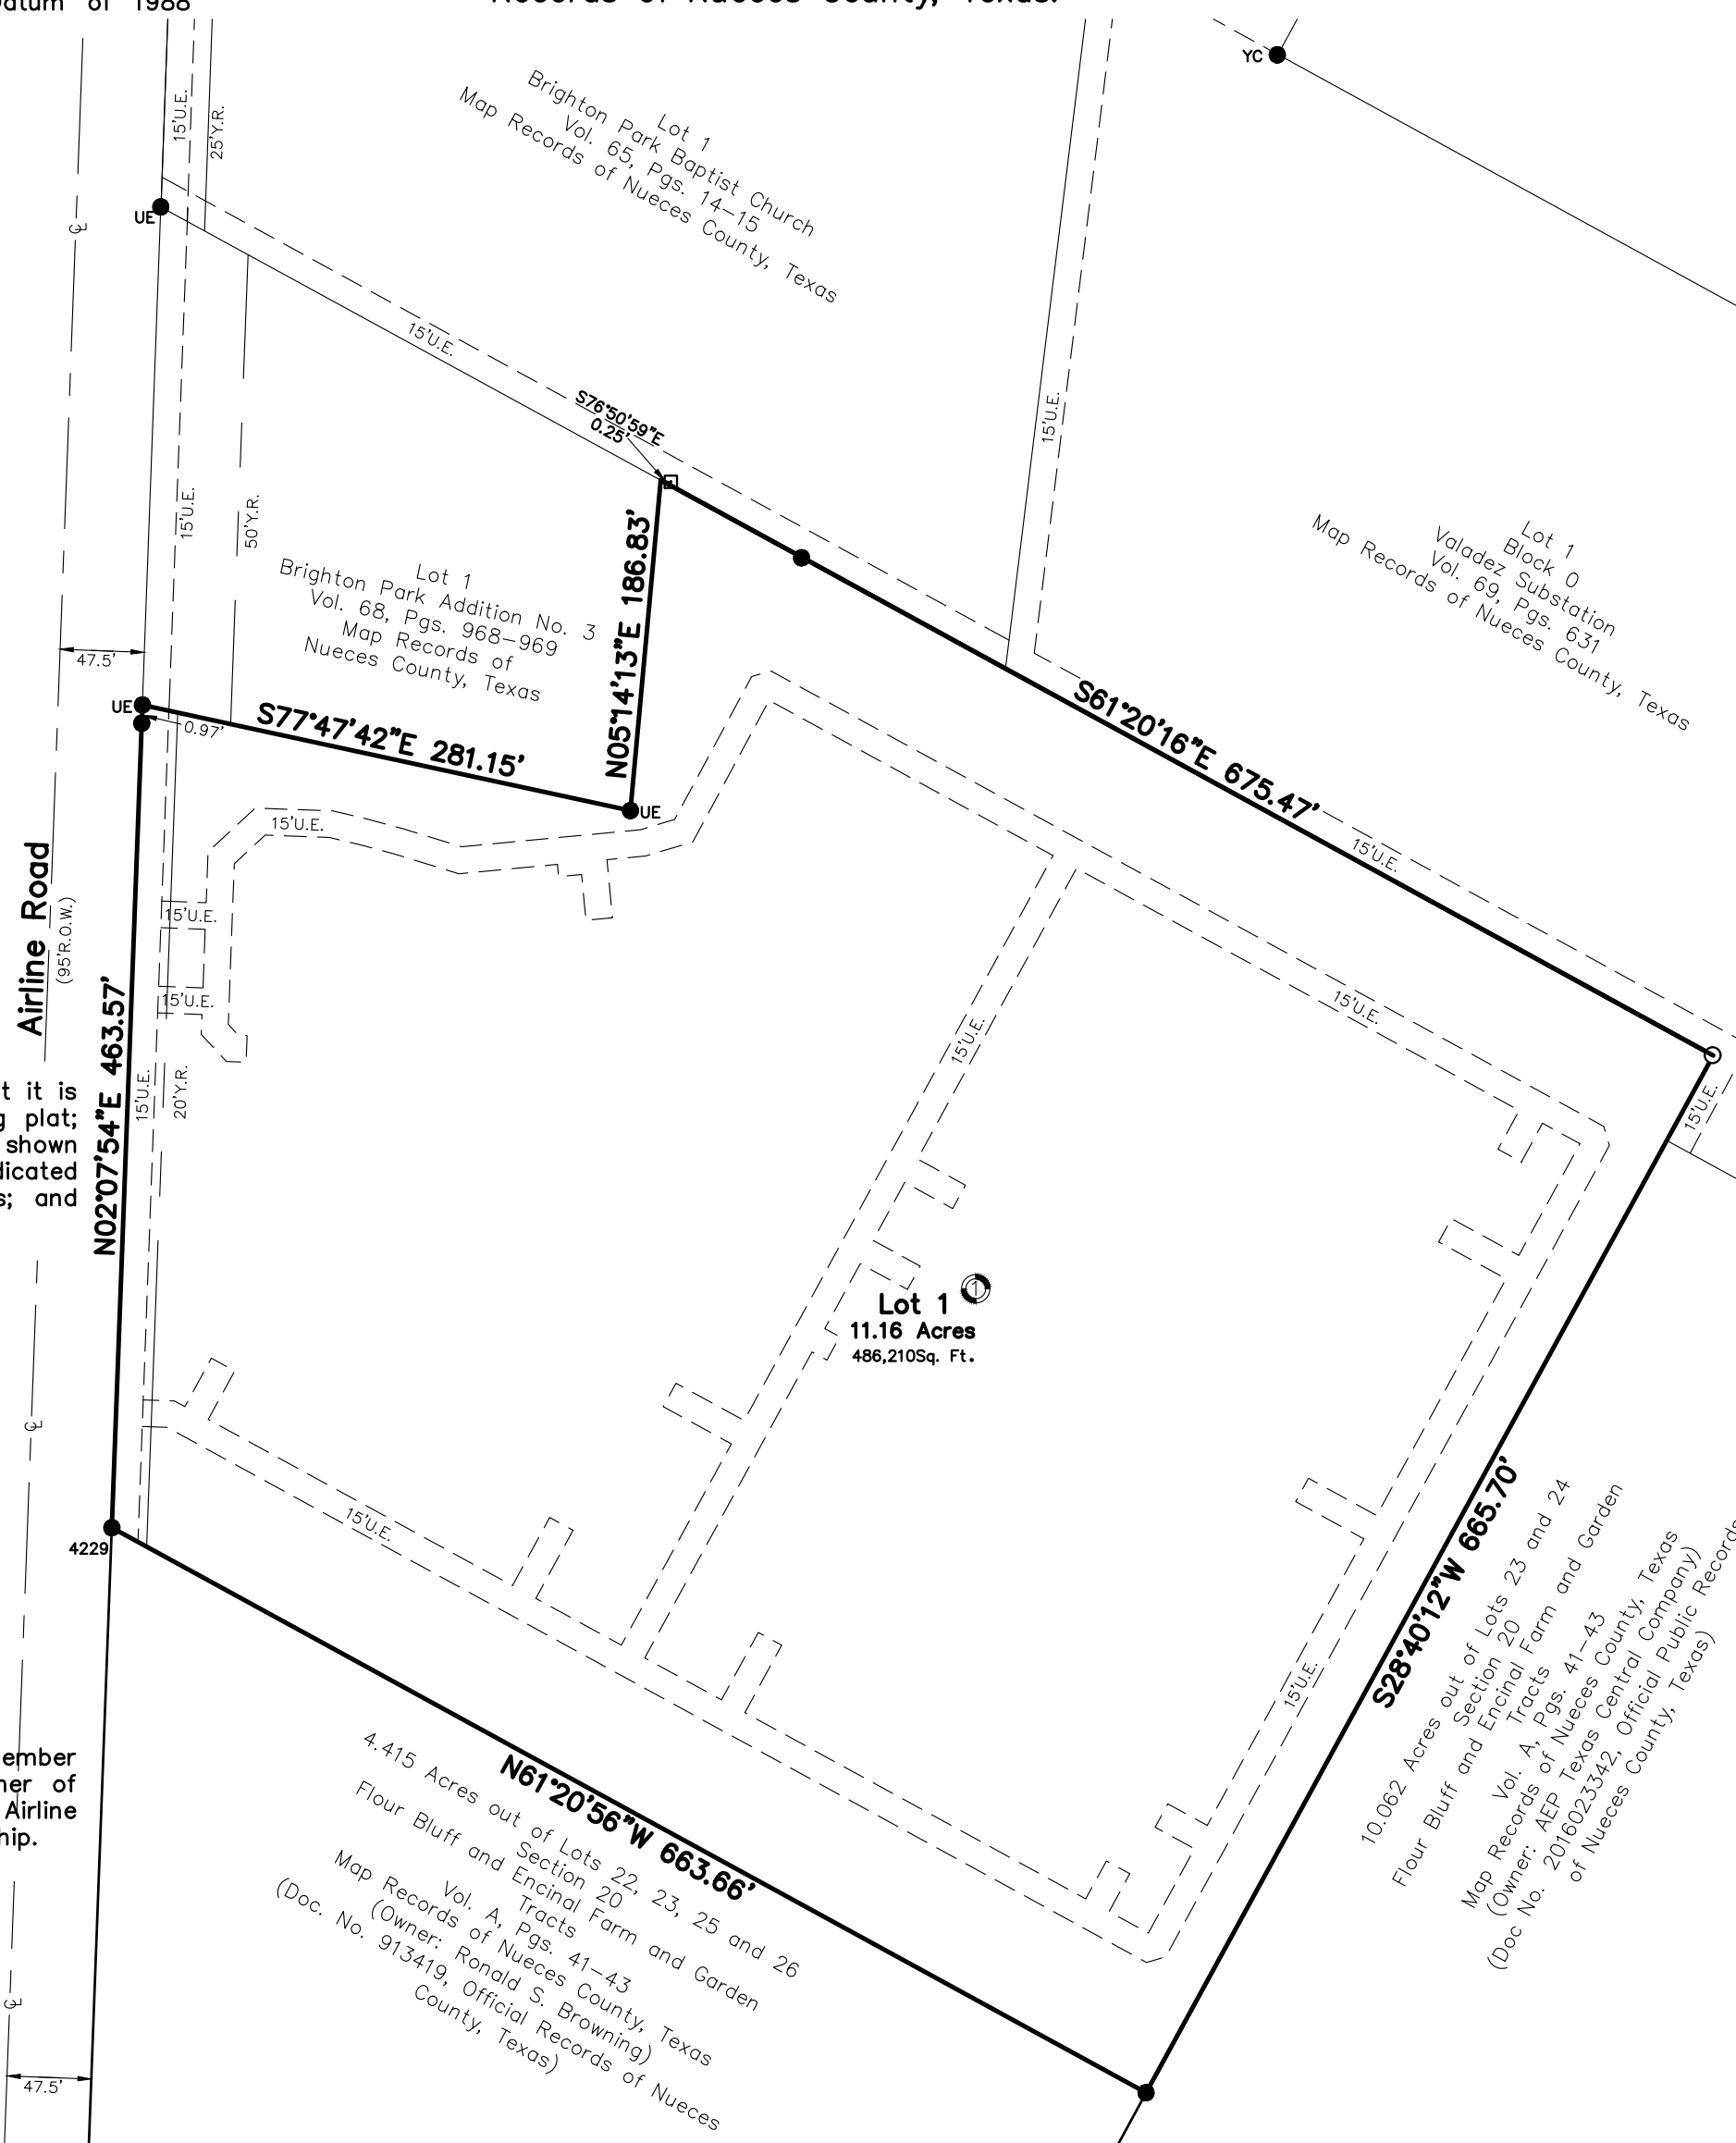 Datum of 1988
Records of Nueces County, Texas.
YC
15'U.E.
25'Y.R.
Lot 1
Brighton Park Baptist Church
Vol. 65, Pgs. 14-15
Map Records of Nueces County, Texas
UE
15'U.E.
S76°50'59"E
0.25'
15'U.E.
15'U.E.
50'Y.R.
Lot 1
Block 0
Valadez Substation
Vol. 69, Pgs. 631
Map Records of Nueces County, Texas
Lot 1
Brighton Park Addition No. 3
Vol. 68, Pgs. 968-969
Map Records of
Nueces County, Texas
N05°14'13"E 186.83'
47.5'
UE
0.97'
S77°47'42"E 281.15'
UE
S61°20'16"E 675.47'
15'U.E.
15'U.E.
Airline Road
(95'R.O.W.)
15'U.E.
15'U.E.
15'U.E.
15'U.E.
15'U.E.
N02°07'54"E 463.57'
15'U.E.
20'Y.R.
t it is
g plat;
shown
dicated
s; and
1
Lot 1
11.16 Acres
486,210Sq. Ft.
4229
15'U.E.
S28°40'12"W 665.70'
15'U.E.
10.062 Acres out of Lots 23 and 24
Section 20
Flour Bluff and Encinal Farm and Garden
Tracts
Vol. A, Pgs. 41-43
Map Records of Nueces County, Texas
(Owner: AEP Texas Central Company)
(Doc No. 2016023342, Official Public Records
of Nueces County, Texas)
N61°20'56"W 663.66'
4.415 Acres out of Lots 22, 23, 25 and 26
Section 20
Flour Bluff and Encinal Farm and Garden
Tracts
Vol. A, Pgs. 41-43
Map Records of Nueces County, Texas
(Owner: Ronald S. Browning)
(Doc. No. 913419, Official Records of Nueces
County, Texas)
ember
ner of
Airline
hip.
47.5'